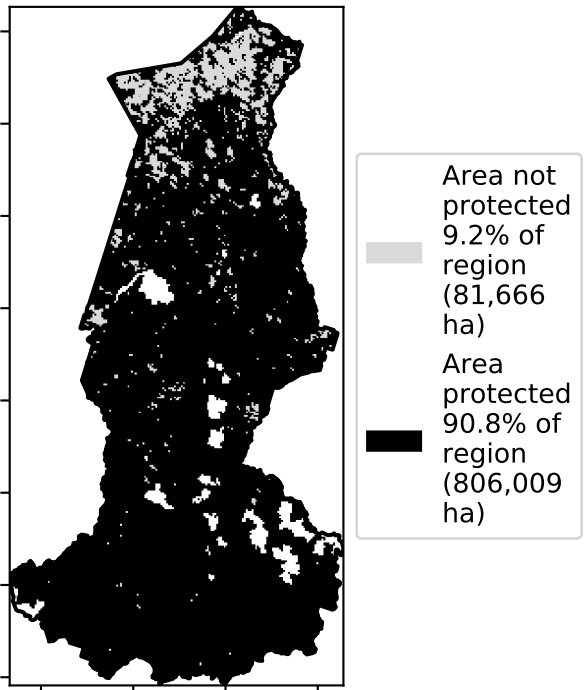 Area not
protected
9.2% of
region
(81,666
ha)
Area
protected
90.8% of
region
(806,009
ha)